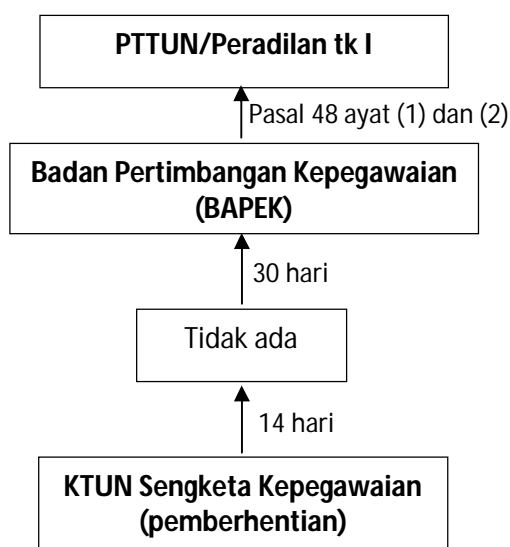 PTTUN/Peradilan tk I
Pasal 48 ayat (1) dan (2)
Badan Pertimbangan Kepegawaian
(BAPEK)
30 hari
Tidak ada
14 hari
KTUN Sengketa Kepegawaian
(pemberhentian)